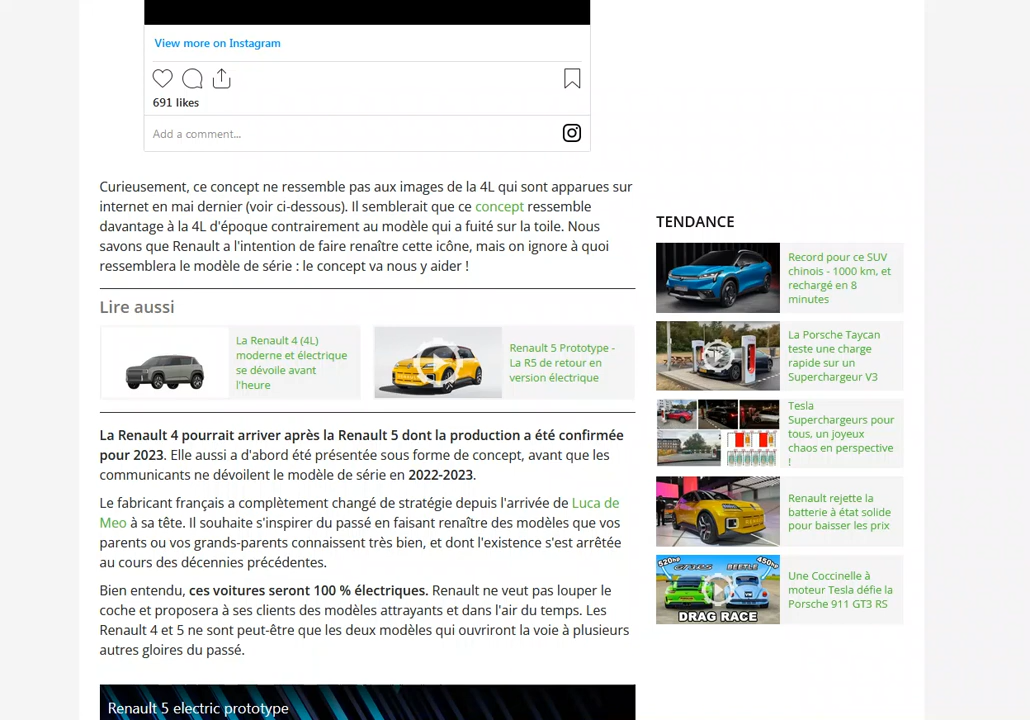 View more on Instagram
691 likes
Add a comment...
Curieusement, ce concept ne ressemble pas aux images de la 4L qui sont apparues sur
internet en mai dernier (voir ci-dessous). Il semblerait que ce concept ressemble
davantage à la 4L d'époque contrairement au modèle qui a fuité sur la toile. Nous
savons que Renault a l'intention de faire renaître cette icône, mais on ignore à quoi
ressemblera le modèle de série : le concept va nous y aider !
Lire aussi
La Renault 4 (4L)
moderne et électrique
se dévoile avant
l'heure
Renault 5 Prototype -
La R5 de retour en
version électrique
La Renault 4 pourrait arriver après la Renault 5 dont la production a été confirmée
pour 2023. Elle aussi a d'abord été présentée sous forme de concept, avant que les
communicants ne dévoilent le modèle de série en 2022-2023.
Le fabricant français a complètement changé de stratégie depuis l'arrivée de Luca de
Meo à sa tête. Il souhaite s'inspirer du passé en faisant renaître des modèles que vos
parents ou vos grands-parents connaissent très bien, et dont l'existence s'est arrêtée
au cours des décennies précédentes.
Bien entendu, ces voitures seront 100 % électriques. Renault ne veut pas louper le
coche et proposera à ses clients des modèles attrayants et dans l'air du temps. Les
Renault 4 et 5 ne sont peut-être que les deux modèles qui ouvriront la voie à plusieurs
autres gloires du passé.
Renault 5 electric prototype
TENDANCE
Record pour ce SUV
chinois - 1000 km, et
rechargé en 8
minutes
La Porsche Taycan
teste une charge
rapide sur un
Superchargeur V3
Tesla
Superchargeurs pour
tous, un joyeux
chaos en perspective
!
Renault rejette la
batterie à état solide
pour baisser les prix
520hp
450hp
BEETLE
DRAG RACE
Une Coccinelle à
moteur Tesla défie la
Porsche 911 GT3 RS